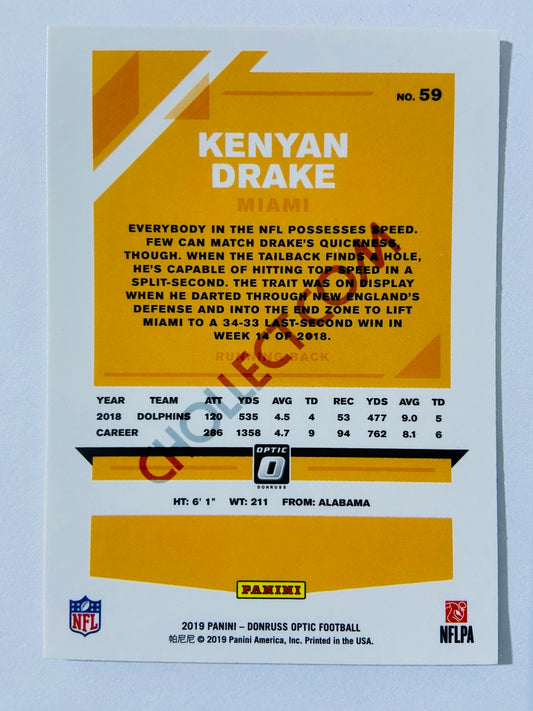 NO. 59
KENYAN
DRAKE
MIAMI
EVERYBODY IN THE NFL POSSESSES SPEED.
FEW CAN MATCH DRAKE'S QUICKNESS,
THOUGH. WHEN THE TAILBACK FINDS A HOLE,
HE'S CAPABLE OF HITTING TOP SPEED IN A
SPLIT-SECOND. THE TRAIT WAS ON DISPLAY
WHEN HE DARTED THROUGH NEW ENGLAND'S
DEFENSE AND INTO THE END ZONE TO LIFT
MIAMI TO A 34-33 LAST-SECOND WIN IN
WEEK 14 OF 2018.
RUNNING BACK
CHOLLECT.COM
YEAR TEAM ATT YDS AVG TD REC YDS AVG TD
2018 DOLPHINS 120 535 4.5 4 53 477 9.0 5
CAREER 286 1358 4.7 9 94 762 8.1 6
OPTIC
DONRUSS
HT: 6' 1" WT: 211 FROM: ALABAMA
PANINI
NFL
NFLPA
2019 PANINI – DONRUSS OPTIC FOOTBALL
帕尼尼 © 2019 Panini America, Inc. Printed in the USA.